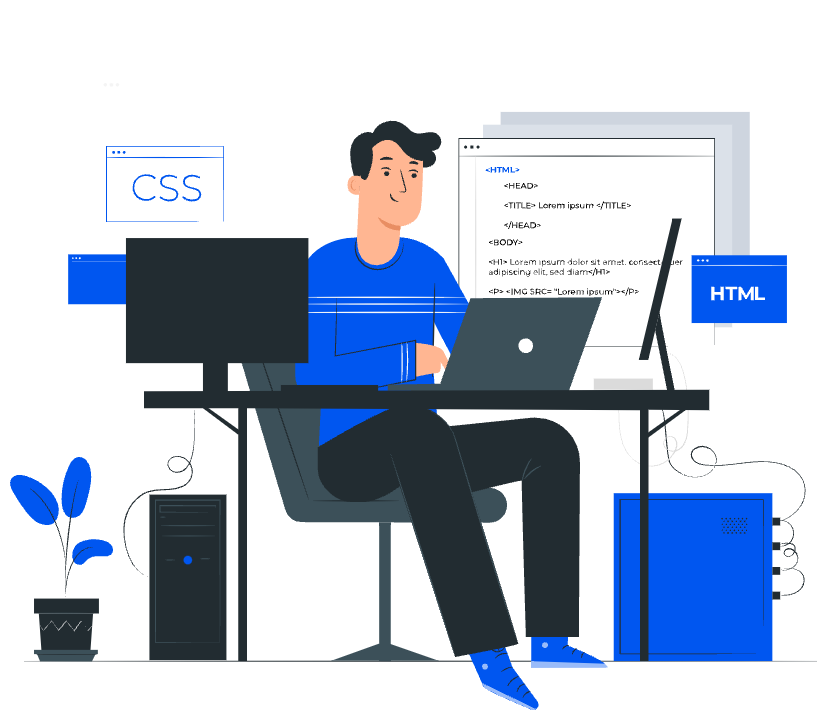 CSS
<HTML>
<HEAD>
<TITLE> Lorem ipsum </TITLE>
</HEAD>
<BODY>
<H1> Lorem ipsum dolor sit amet, consectetuer
adipiscing elit, sed diam</H1>
<P> <IMG SRC= "Lorem ipsum"></P>
HTML